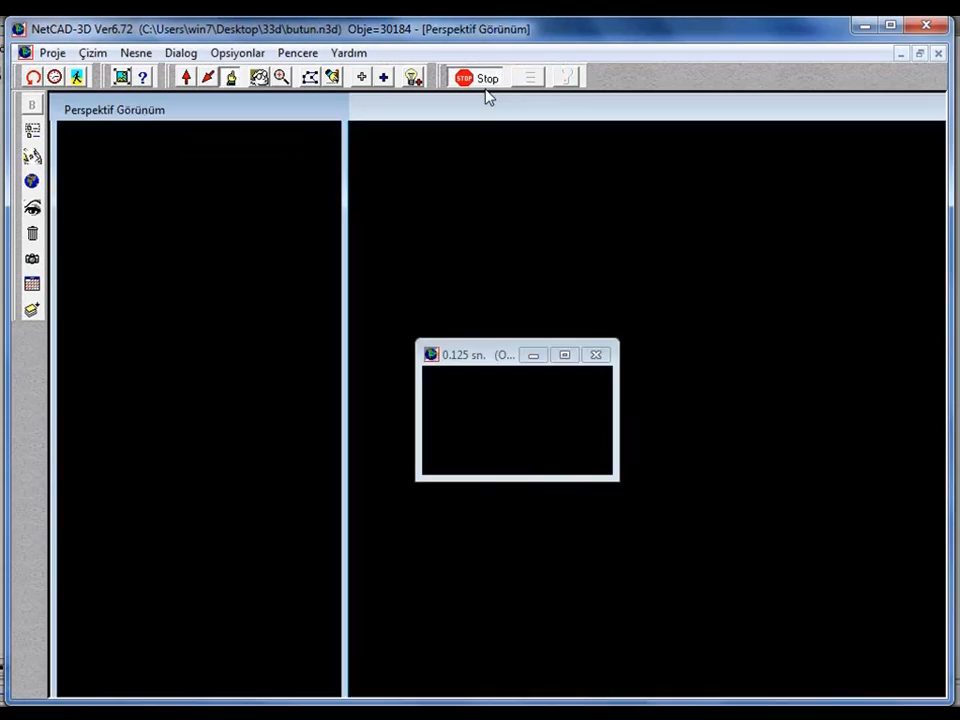 NetCAD-3D Ver6.72 (C:\Users\win7\Desktop\33d\butun.n3d) Obje=30184 - [Perspektif Görünüm]
Proje Çizim Nesne Dialog Opsiyonlar Pencere Yardım
STOP Stop
B
Perspektif Görünüm
0.125 sn. (O...